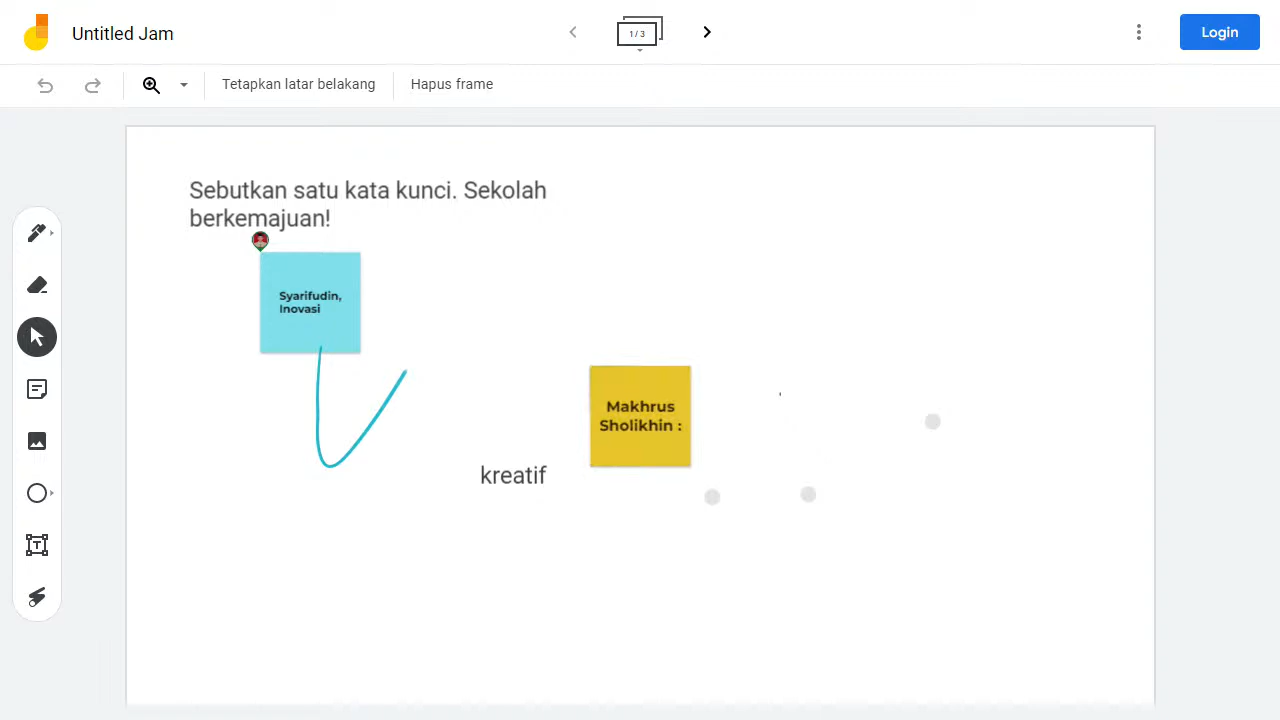 Untitled Jam
1 / 3
Login
Tetapkan latar belakang
Hapus frame
Sebutkan satu kata kunci. Sekolah
berkemajuan!
Syarifudin,
Inovasi
Makhrus
Sholikhin :
kreatif